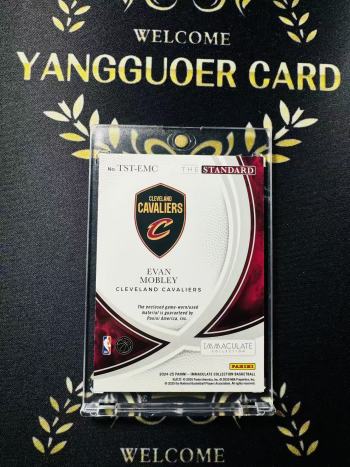 WELCOME
YANGGUOER CARD
No. TST-EMC
THE STANDARD
CLEVELAND
CAVALIERS
C
EVAN
MOBLEY
CLEVELAND CAVALIERS
The enclosed game-worn/used
material is guaranteed by
Panini America, Inc.
IMMACULATE
COLLECTION
PANINI
2024-25 PANINI – IMMACULATE COLLECTION BASKETBALL
WELCOME